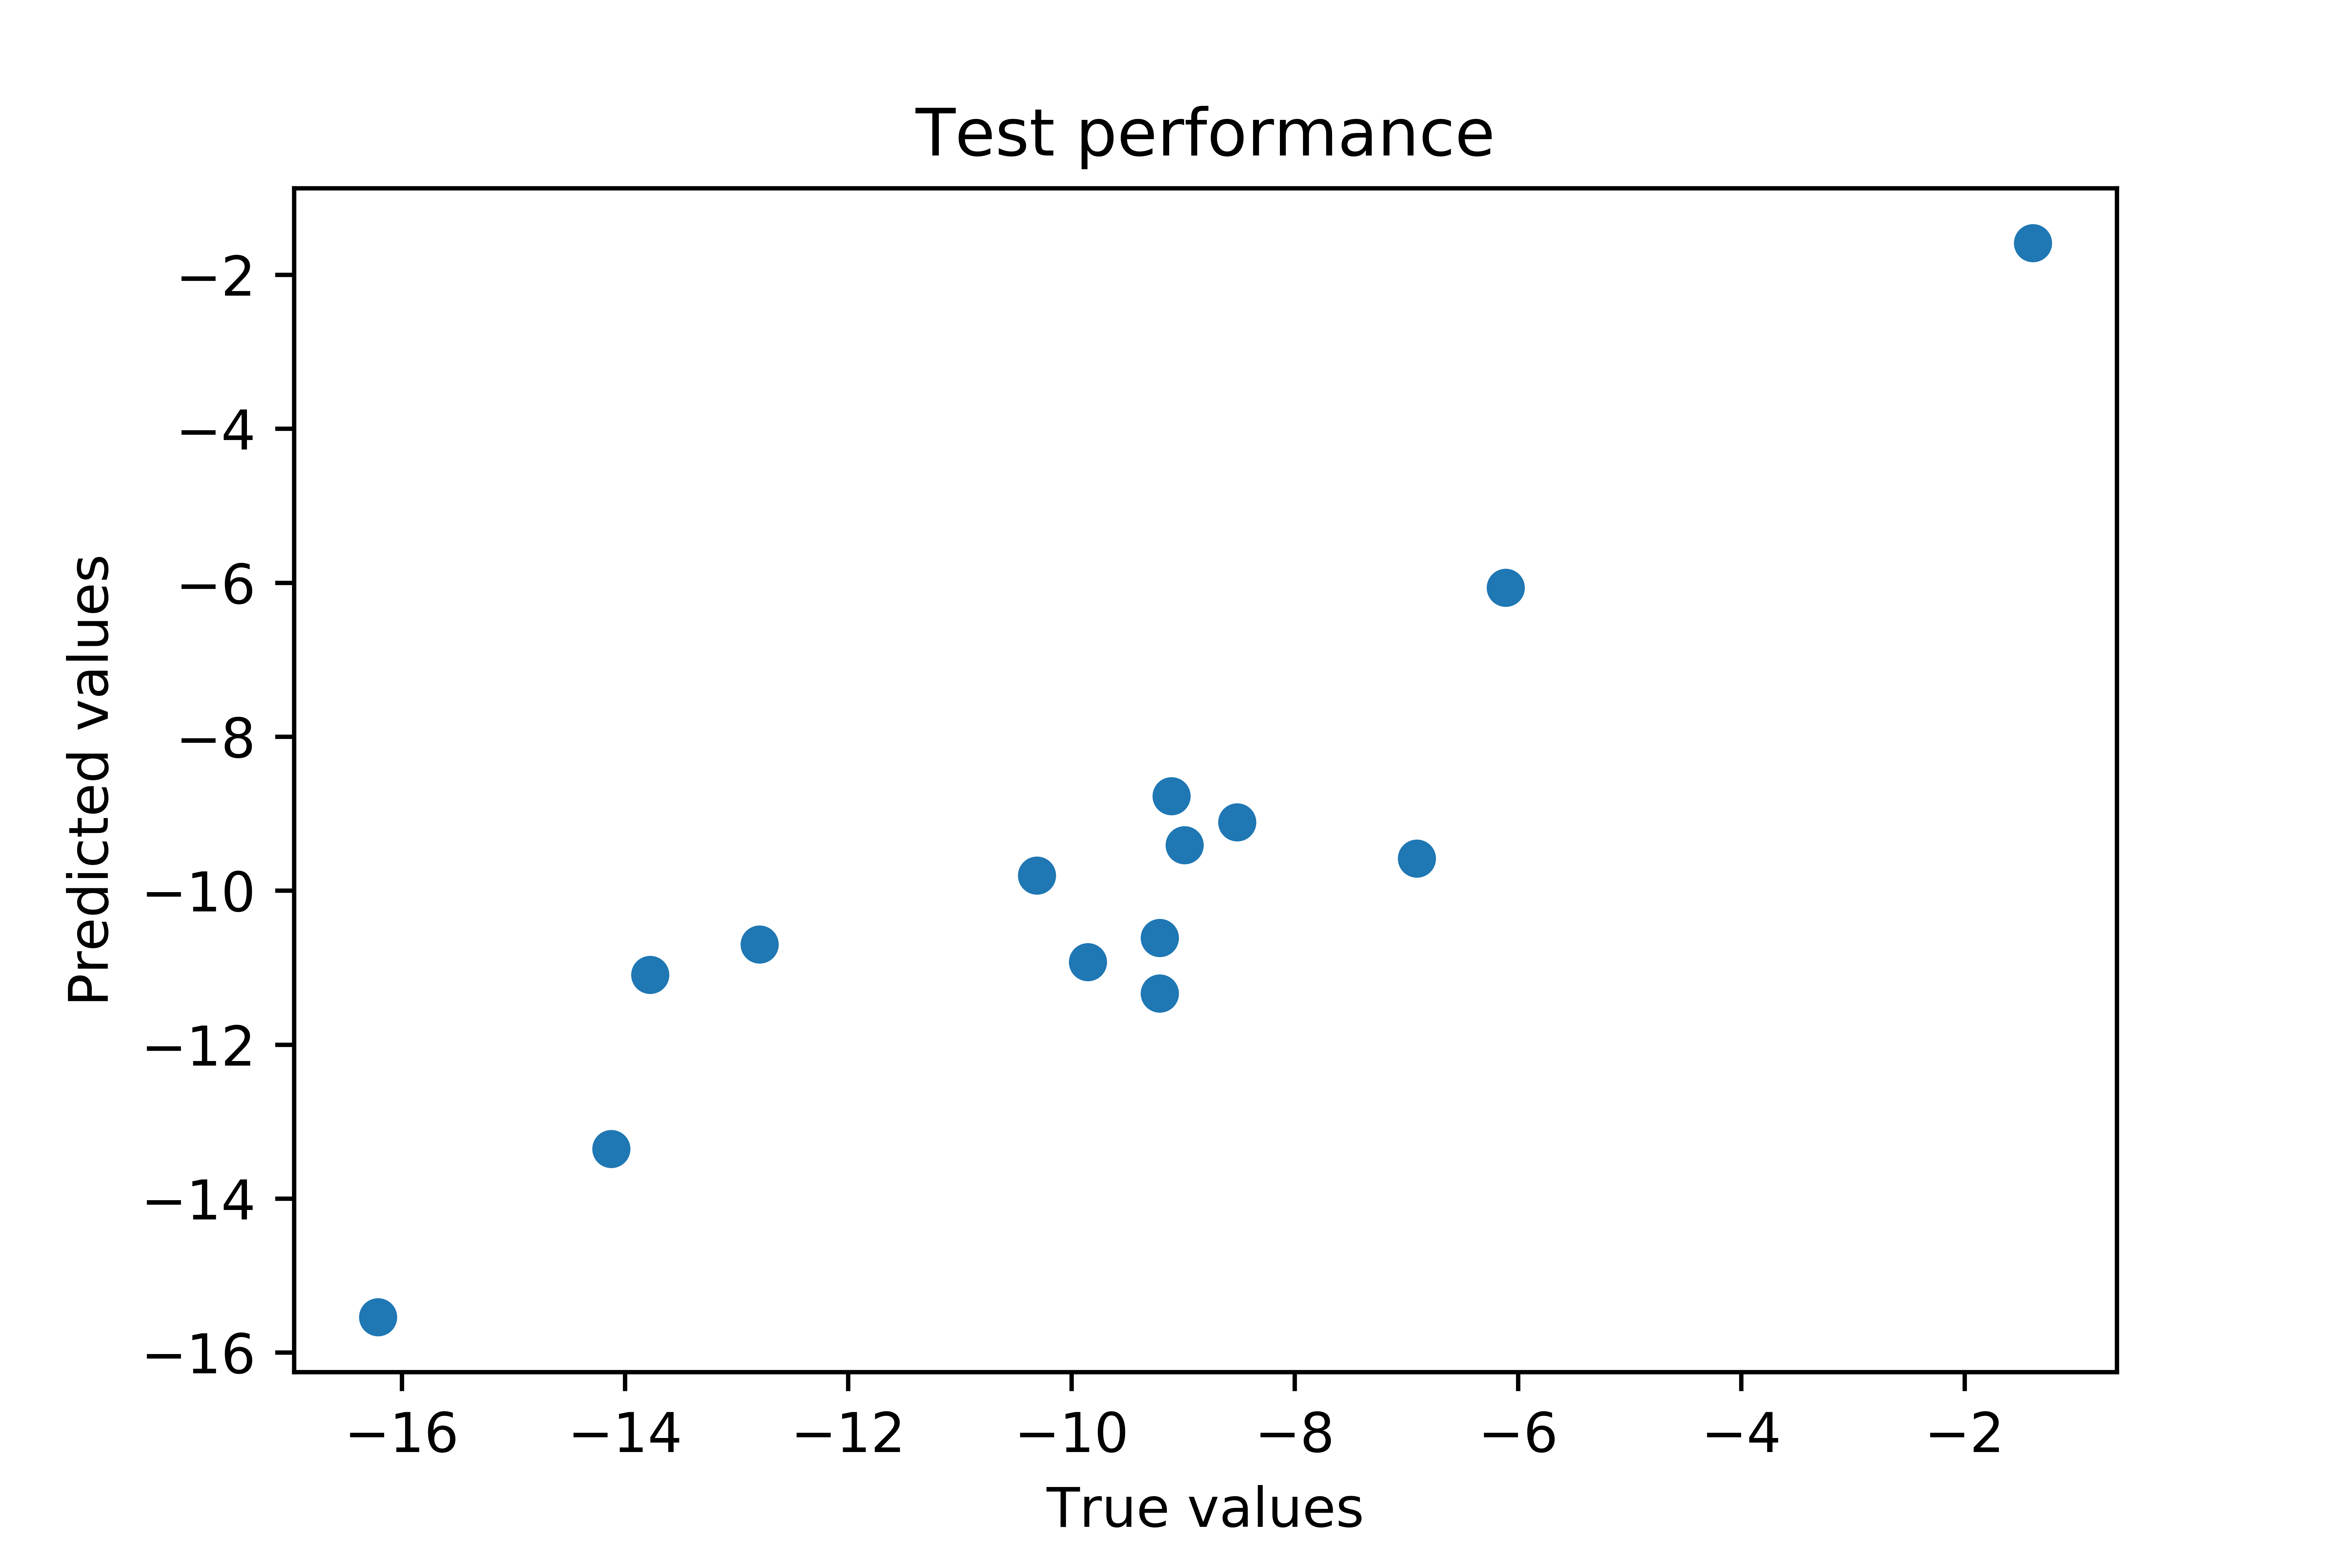 Test performance
Predicted values
−2
−4
−6
−8
−10
−12
−14
−16
−16 −14 −12 −10 −8 −6 −4 −2
True values